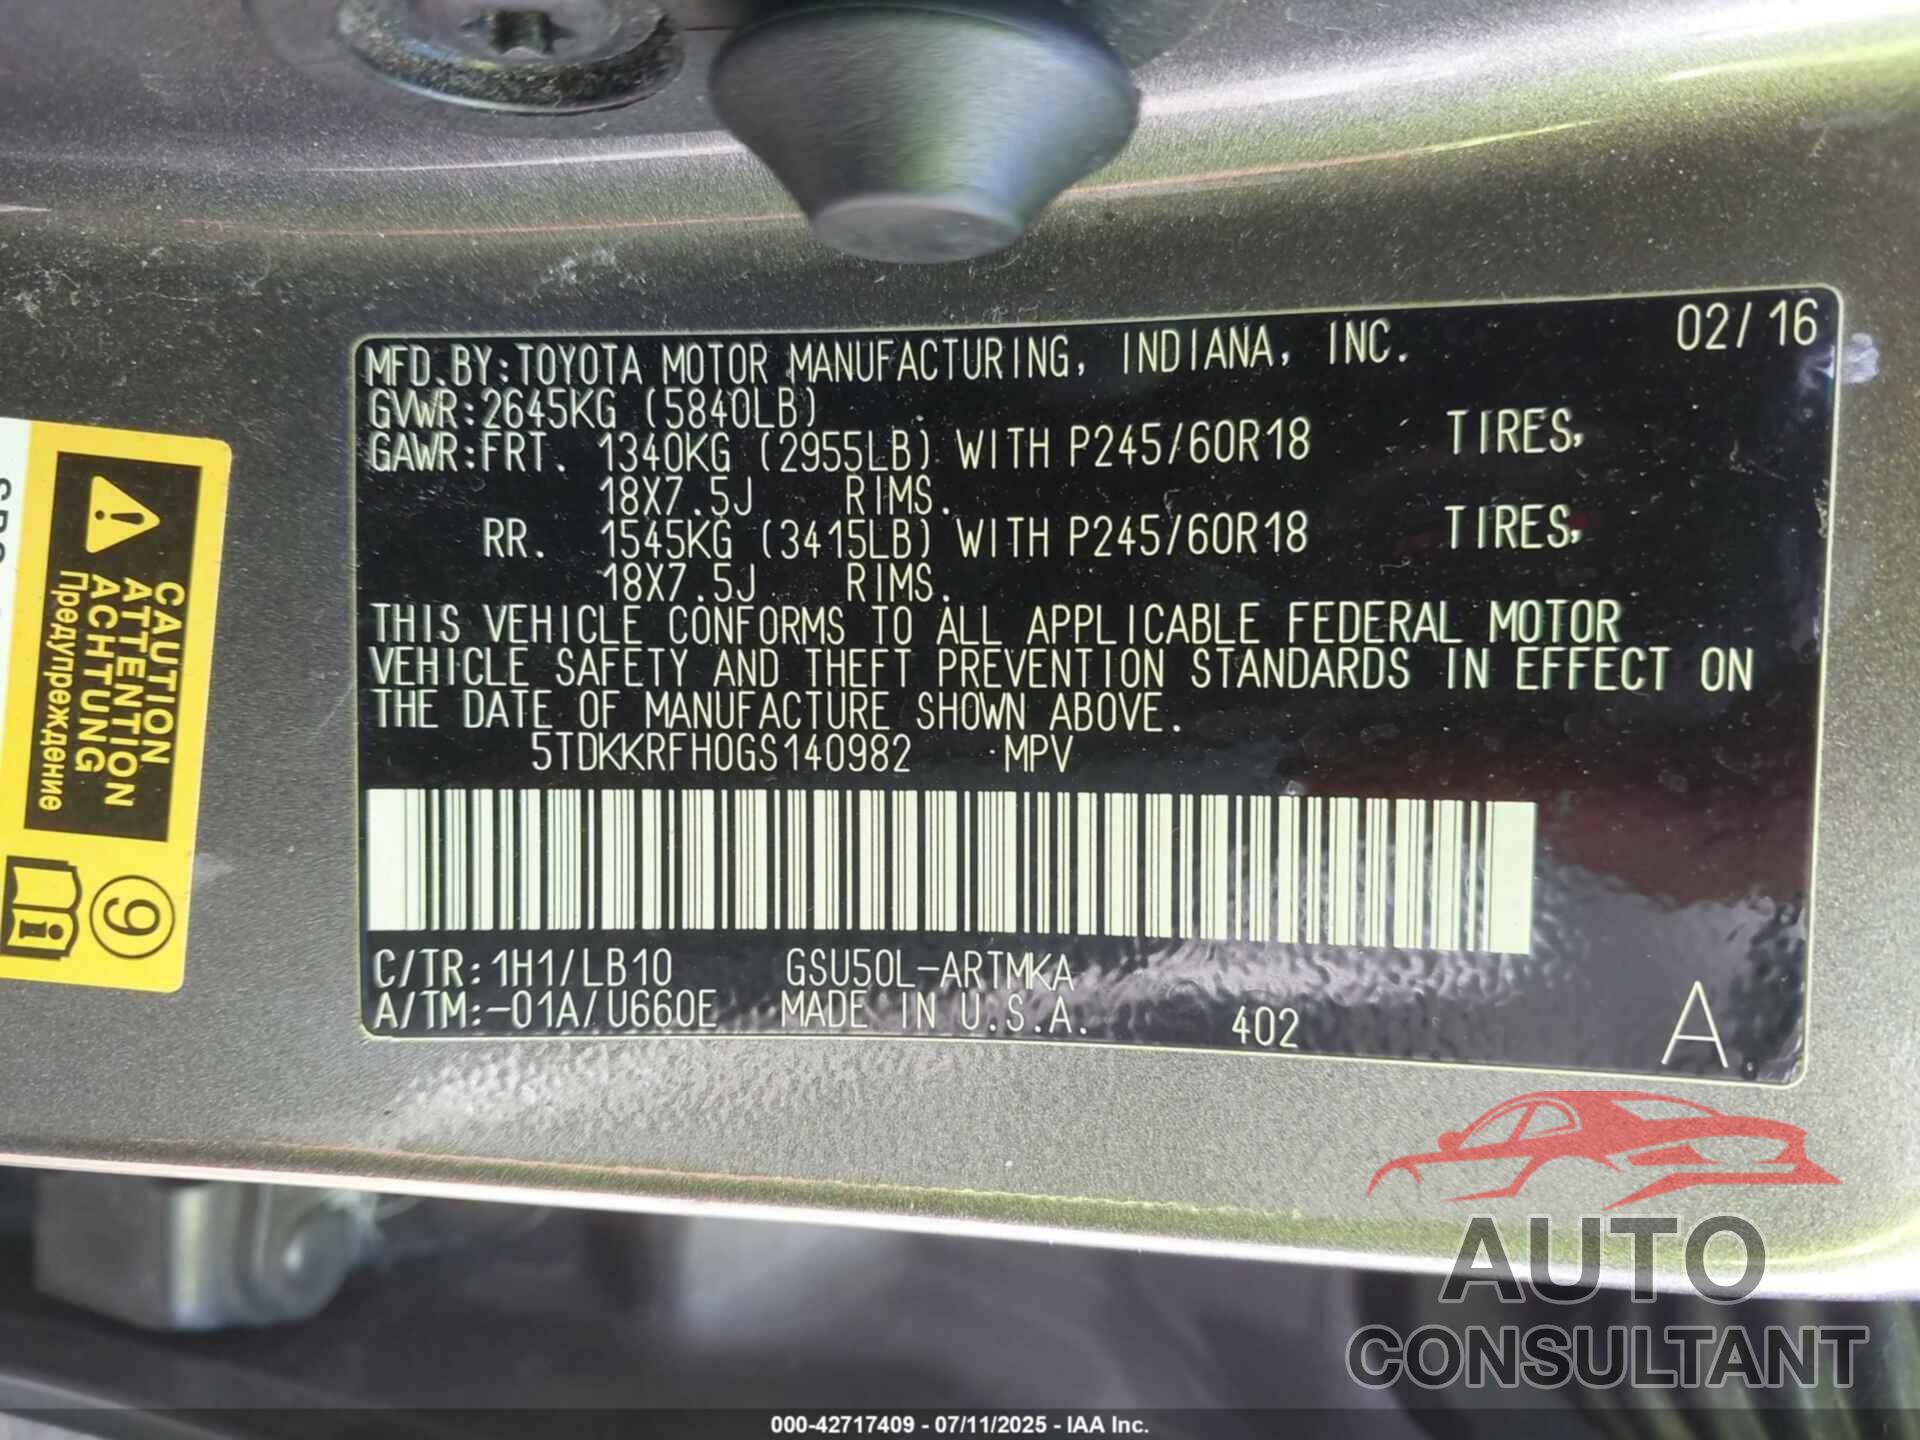 MFD.BY:TOYOTA MOTOR MANUFACTURING, INDIANA, INC. 02/16
GVWR:2645KG (5840LB)
GAWR:FRT. 1340KG (2955LB) WITH P245/60R18 TIRES,
18X7.5J RIMS.
RR. 1545KG (3415LB) WITH P245/60R18 TIRES,
18X7.5J RIMS.
THIS VEHICLE CONFORMS TO ALL APPLICABLE FEDERAL MOTOR
VEHICLE SAFETY AND THEFT PREVENTION STANDARDS IN EFFECT ON
THE DATE OF MANUFACTURE SHOWN ABOVE.
5TDKKRFH0GS140982 MPV
C/TR:1H1/LB10 GSU50L-ARTMKA
A/TM:-01A/U660E MADE IN U.S.A. 402 A
CAUTION
ATTENTION
ACHTUNG
Предупреждение
9
AUTO
CONSULTANT
000-42717409 - 07/11/2025 - IAA Inc.